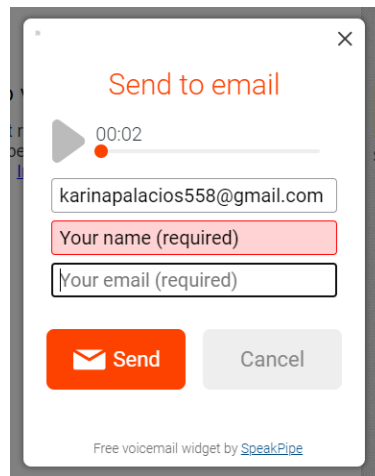 Send to email
00:02
karinapalacios558@gmail.com
Your name (required)
Your email (required)
Send
Cancel
Free voicemail widget by SpeakPipe